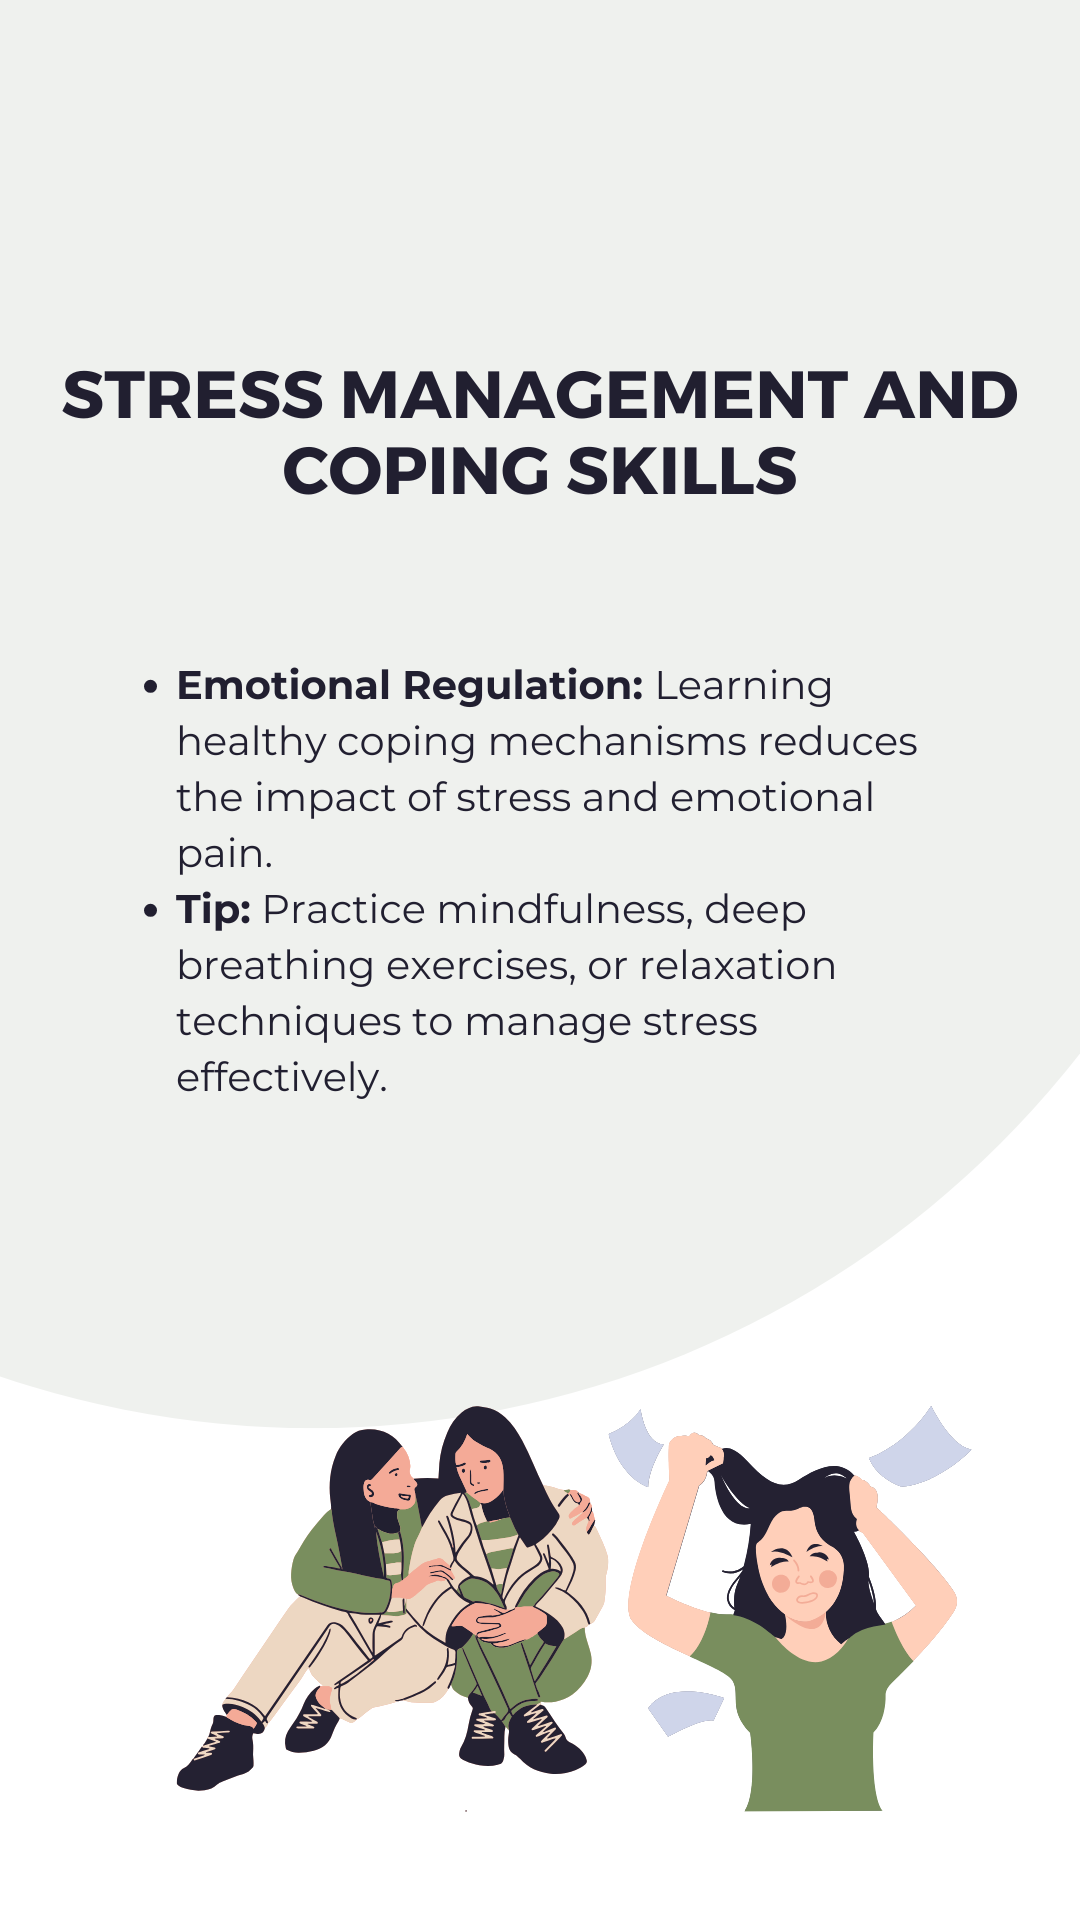 STRESS MANAGEMENT AND
COPING SKILLS
• Emotional Regulation: Learning
healthy coping mechanisms reduces
the impact of stress and emotional
pain.
• Tip: Practice mindfulness, deep
breathing exercises, or relaxation
techniques to manage stress
effectively.